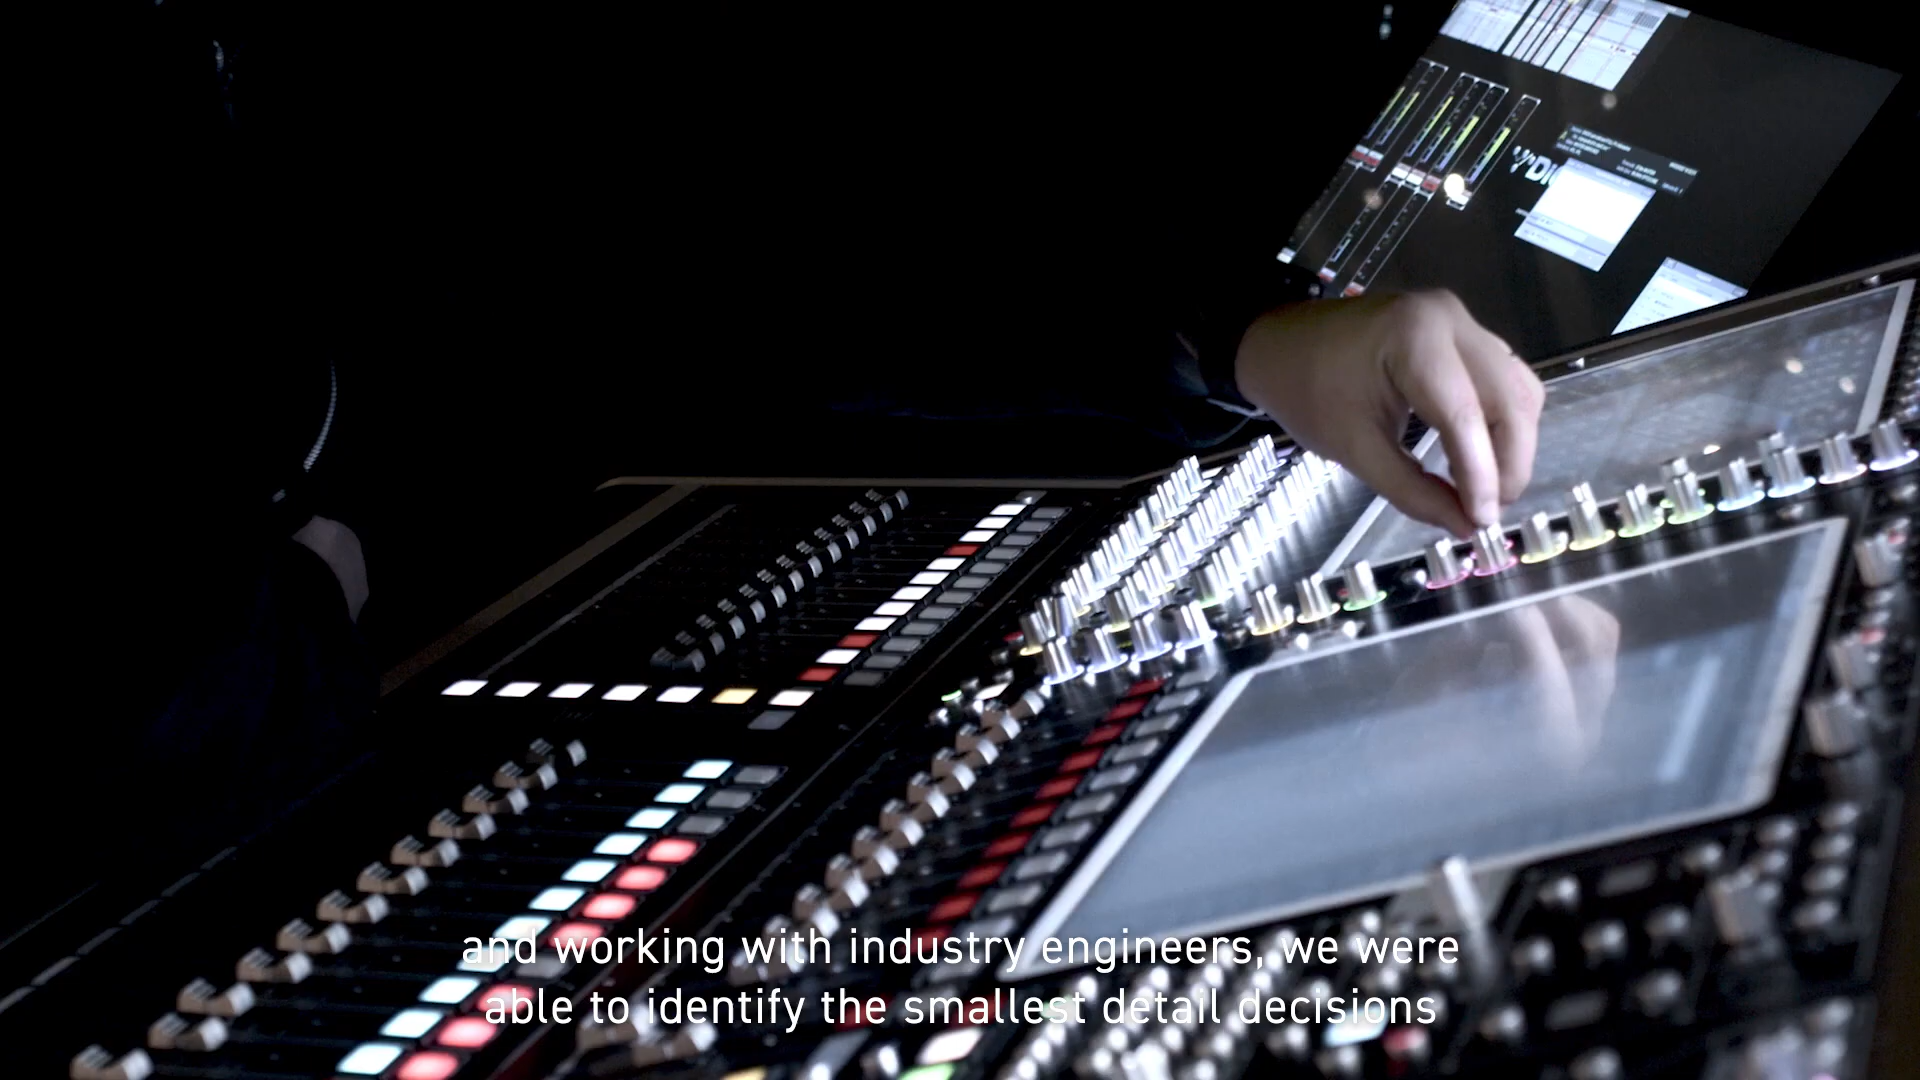 and working with industry engineers, we were
able to identify the smallest detail decisions